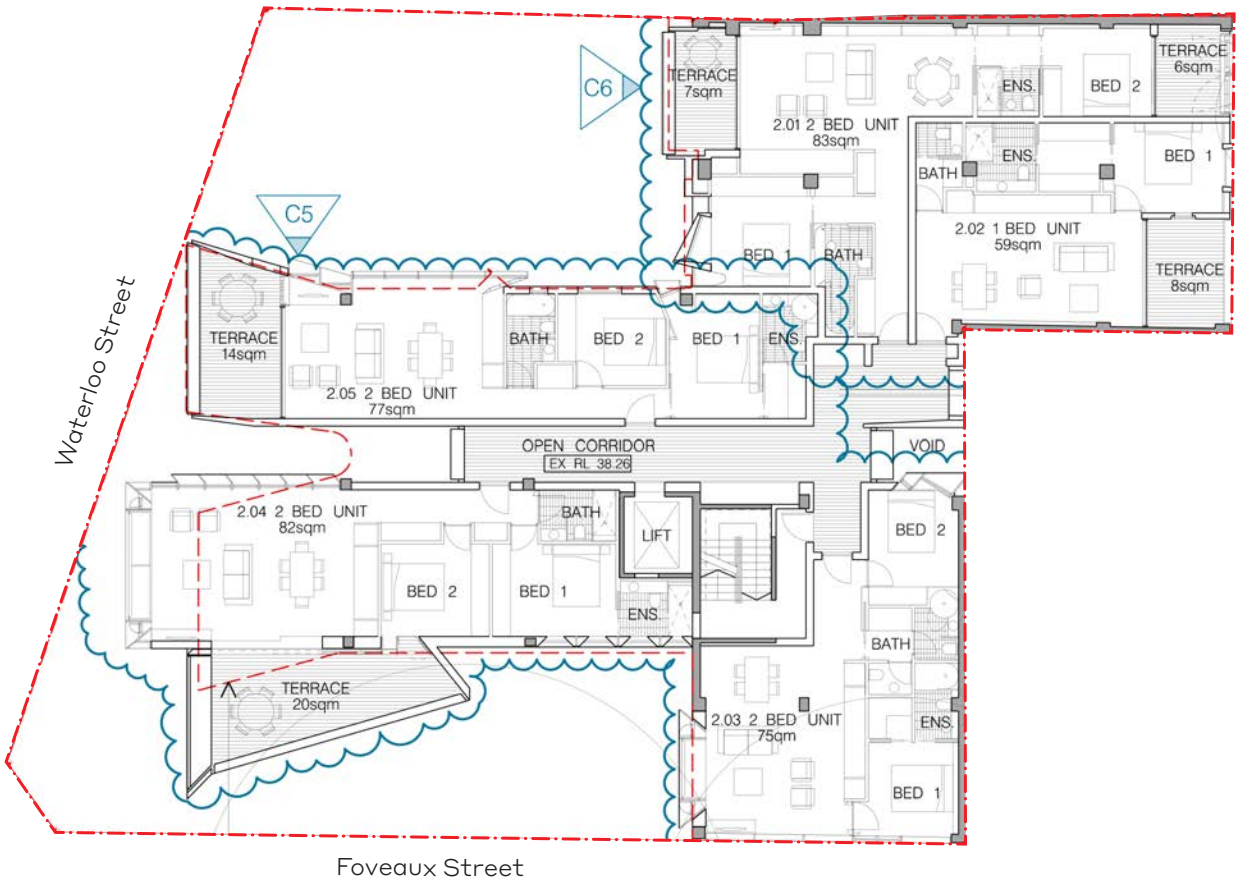 TERRACE
7sqm
C6
2.01 2 BED UNIT
83sqm
ENS.
BED 2
TERRACE
6sqm
BATH
ENS.
BED 1
2.02 1 BED UNIT
59sqm
TERRACE
8sqm
BED 1
BATH
C5
TERRACE
14sqm
2.05 2 BED UNIT
77sqm
BATH
BED 2
BED 1
ENS.
Waterloo Street
OPEN CORRIDOR
EX RL 38.26
VOID
2.04 2 BED UNIT
82sqm
BATH
LIFT
BED 2
BED 2
BED 1
ENS.
BATH
TERRACE
20sqm
2.03 2 BED UNIT
75sqm
ENS.
BED 1
Foveaux Street